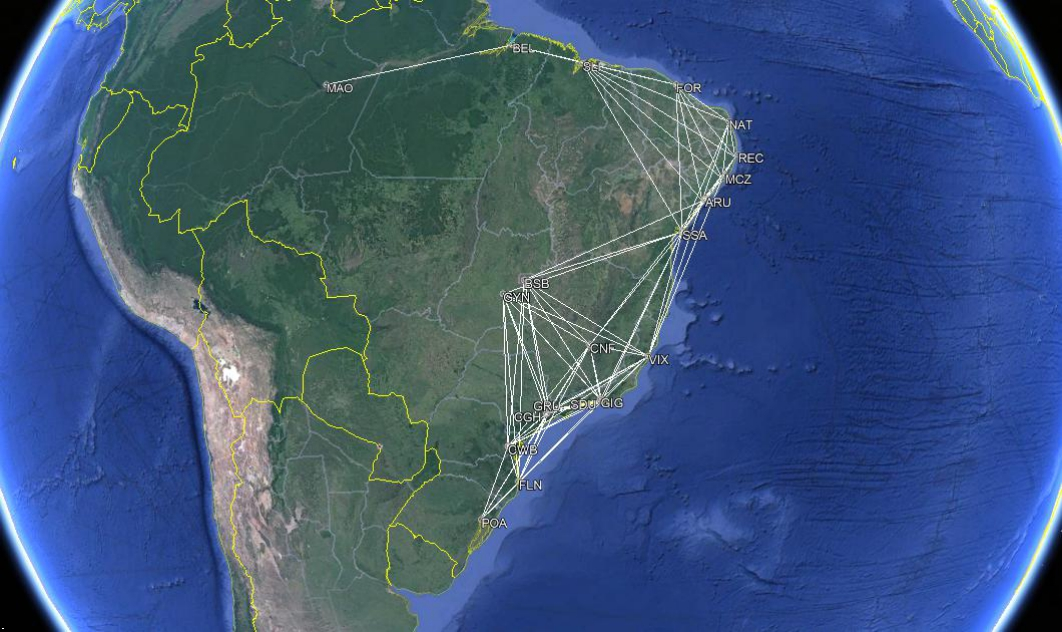 BEL
SLZ
MAO
FOR
NAT
REC
MCZ
ARU
SSA
BSB
GYN
CNF
VIX
GRU
SDU
GIG
CGH
CWB
FLN
POA